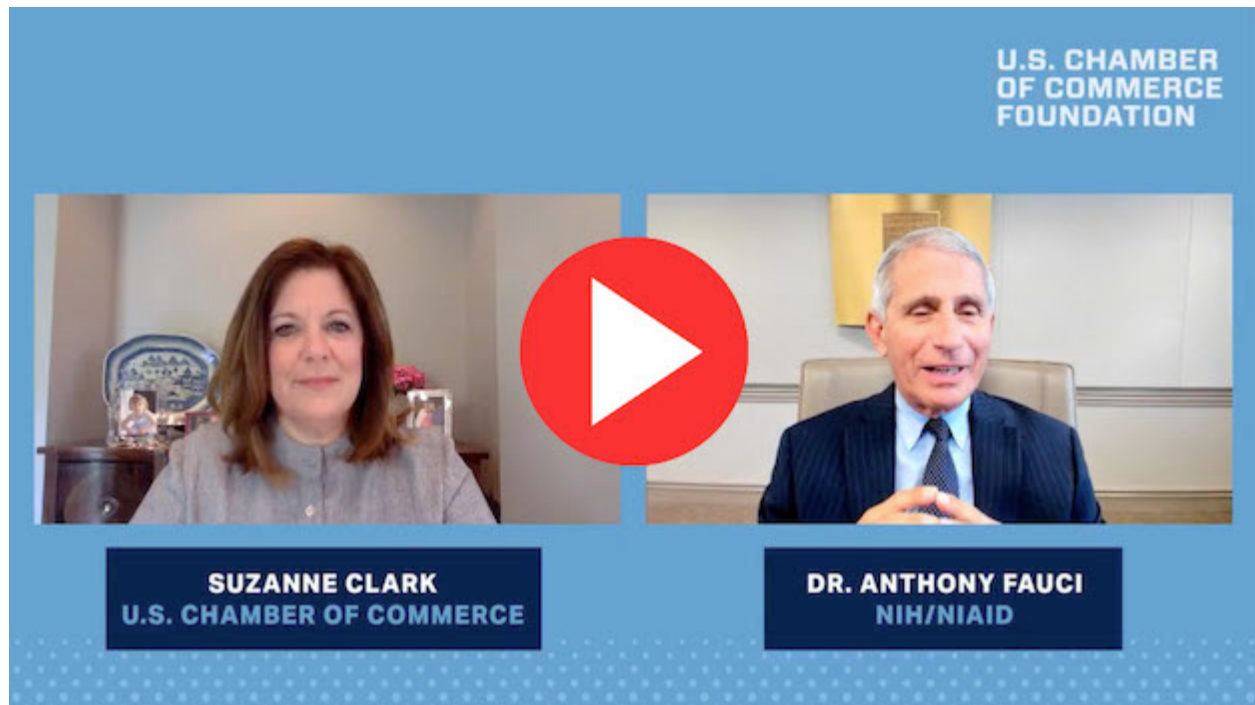 U.S. CHAMBER
OF COMMERCE
FOUNDATION
SUZANNE CLARK
U.S. CHAMBER OF COMMERCE
DR. ANTHONY FAUCI
NIH/NIAID